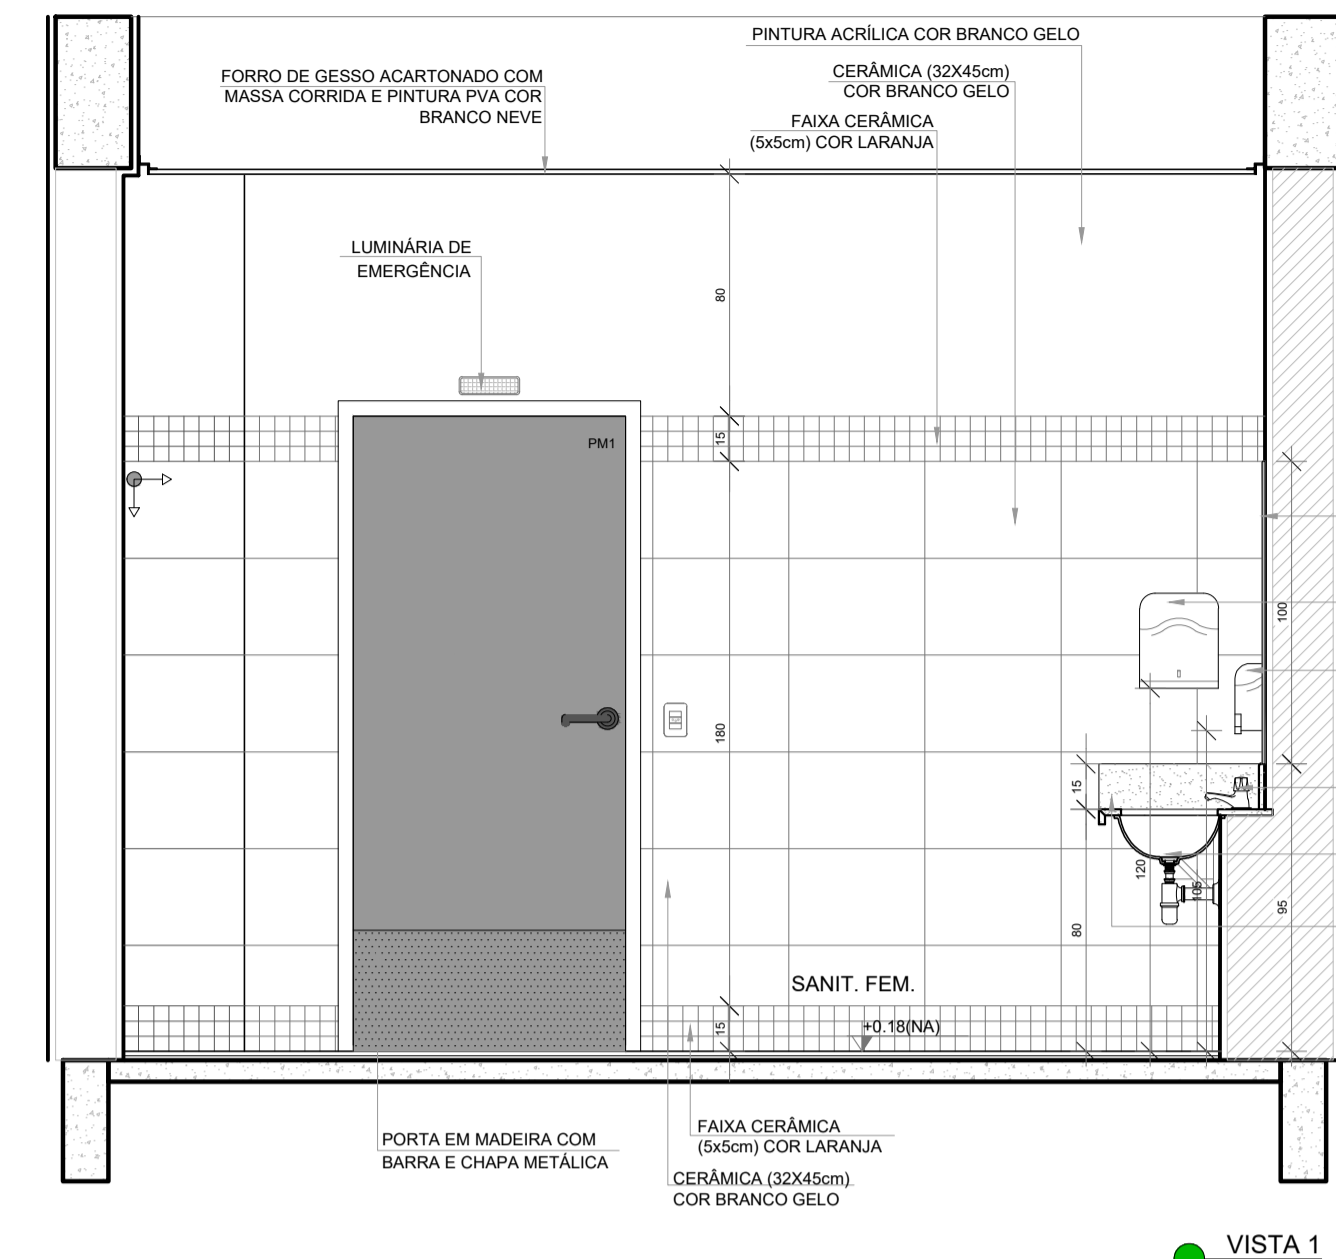 PINTURA ACRÍLICA COR BRANCO GELO
FORRO DE GESSO ACARTONADO COM
MASSA CORRIDA E PINTURA PVA COR
BRANCO NEVE
CERÂMICA (32X45cm)
COR BRANCO GELO
FAIXA CERÂMICA
(5x5cm) COR LARANJA
LUMINÁRIA DE
EMERGÊNCIA
80
PM1
15
100
180
15
120
105
95
80
SANIT. FEM.
15
+0.18(NA)
PORTA EM MADEIRA COM
BARRA E CHAPA METÁLICA
FAIXA CERÂMICA
(5x5cm) COR LARANJA
CERÂMICA (32X45cm)
COR BRANCO GELO
VISTA 1